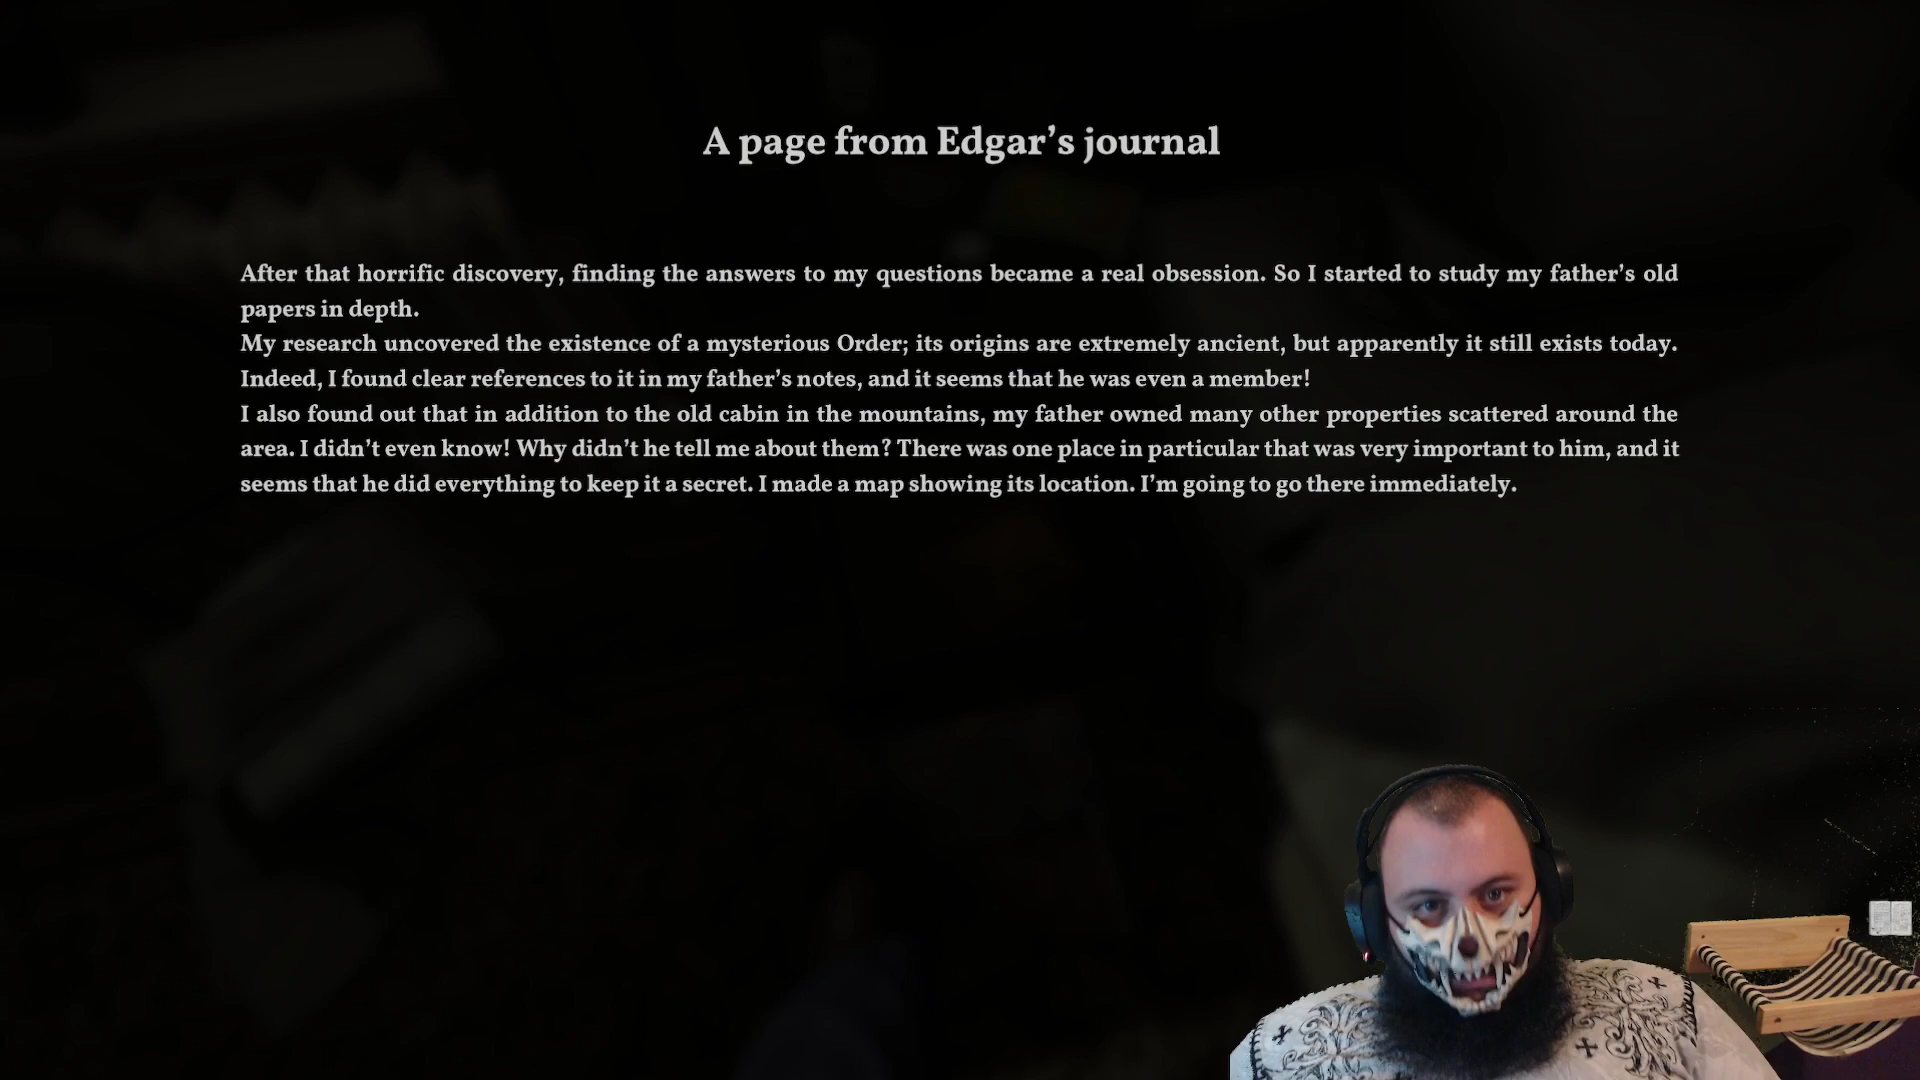 A page from Edgar’s journal
After that horrific discovery, finding the answers to my questions became a real obsession. So I started to study my father’s old
papers in depth.
My research uncovered the existence of a mysterious Order; its origins are extremely ancient, but apparently it still exists today.
Indeed, I found clear references to it in my father’s notes, and it seems that he was even a member!
I also found out that in addition to the old cabin in the mountains, my father owned many other properties scattered around the
area. I didn’t even know! Why didn’t he tell me about them? There was one place in particular that was very important to him, and it
seems that he did everything to keep it a secret. I made a map showing its location. I’m going to go there immediately.